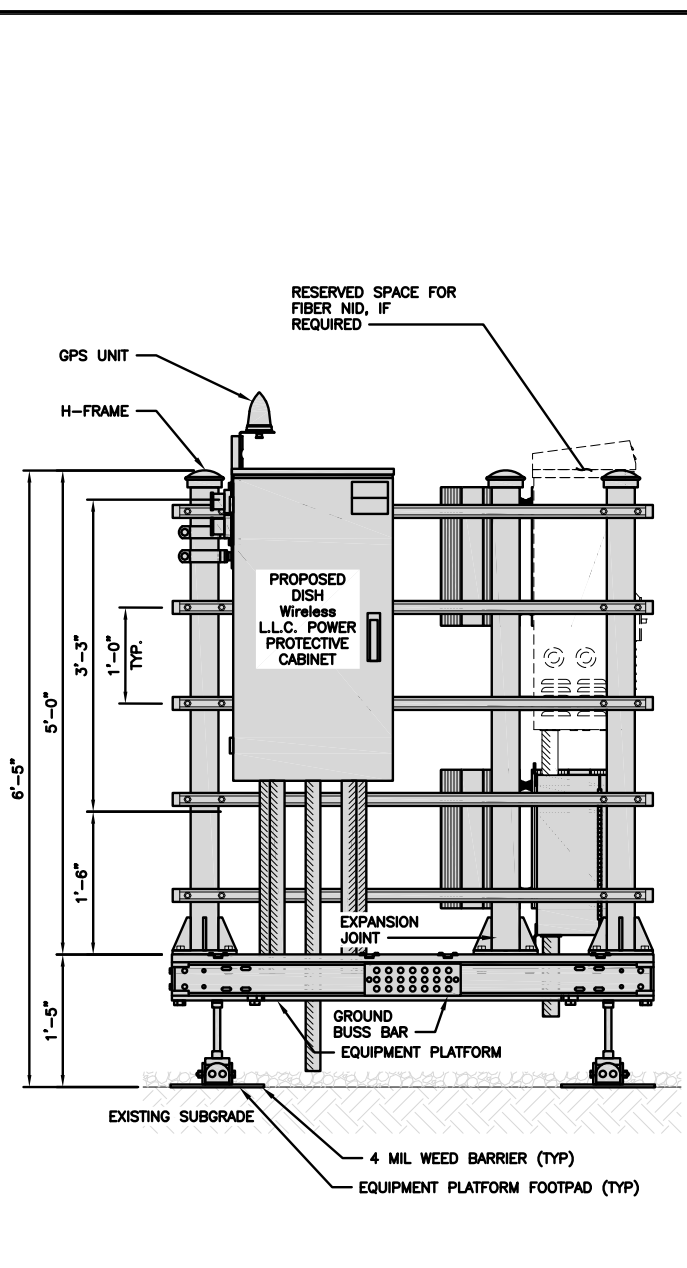 RESERVED SPACE FOR
FIBER NID, IF
REQUIRED
GPS UNIT
H-FRAME
PROPOSED
DISH
Wireless
L.L.C. POWER
PROTECTIVE
CABINET
3'-3"
1'-0"
TYP.
5'-0"
6'-5"
1'-6"
EXPANSION
JOINT
1'-5"
GROUND
BUSS BAR
EQUIPMENT PLATFORM
EXISTING SUBGRADE
4 MIL WEED BARRIER (TYP)
EQUIPMENT PLATFORM FOOTPAD (TYP)